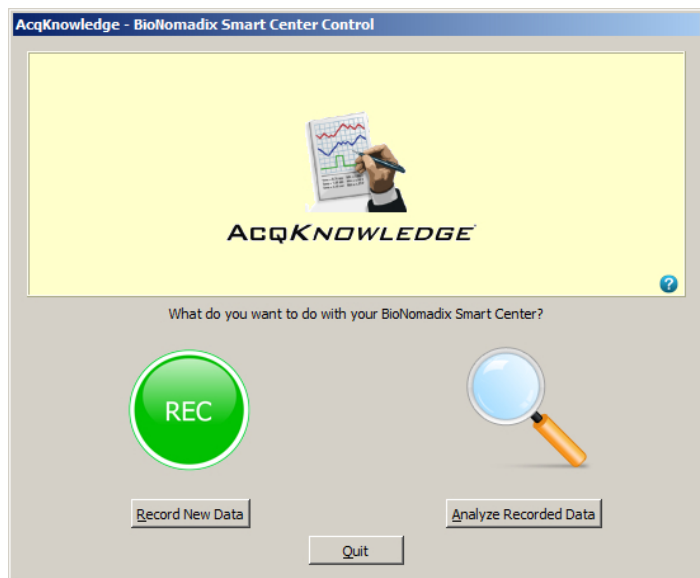 AcqKnowledge - BioNomadix Smart Center Control
ACQKNOWLEDGE
?
What do you want to do with your BioNomadix Smart Center?
REC
Record New Data
Analyze Recorded Data
Quit